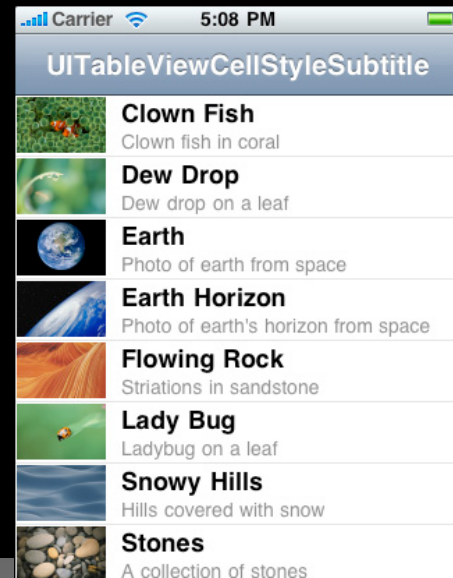 Carrier 5:08 PM
UITableViewCellStyleSubtitle
Clown Fish
Clown fish in coral
Dew Drop
Dew drop on a leaf
Earth
Photo of earth from space
Earth Horizon
Photo of earth's horizon from space
Flowing Rock
Striations in sandstone
Lady Bug
Ladybug on a leaf
Snowy Hills
Hills covered with snow
Stones
A collection of stones